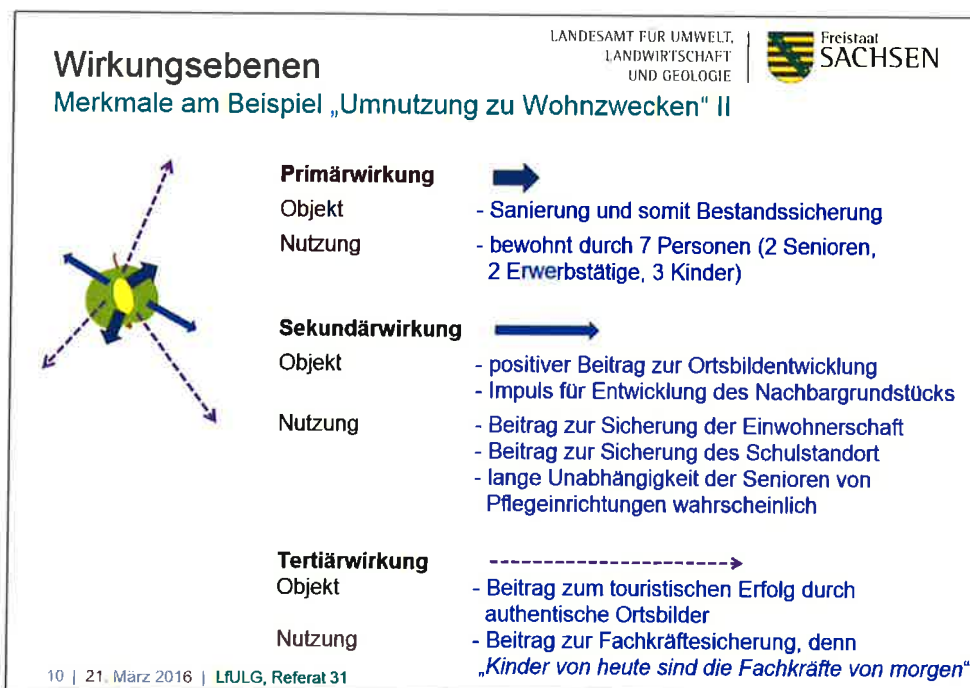 LANDESAMT FÜR UMWELT,
LANDWIRTSCHAFT
UND GEOLOGIE
Freistaat
SACHSEN
Wirkungsebenen
Merkmale am Beispiel „Umnutzung zu Wohnzwecken“ II
Primärwirkung
Objekt - Sanierung und somit Bestandssicherung
Nutzung - bewohnt durch 7 Personen (2 Senioren,
2 Erwerbstätige, 3 Kinder)
Sekundärwirkung
Objekt - positiver Beitrag zur Ortsbildentwicklung
- Impuls für Entwicklung des Nachbargrundstücks
Nutzung - Beitrag zur Sicherung der Einwohnerschaft
- Beitrag zur Sicherung des Schulstandort
- lange Unabhängigkeit der Senioren von
Pflegeinrichtungen wahrscheinlich
Tertiärwirkung
Objekt - Beitrag zum touristischen Erfolg durch
authentische Ortsbilder
Nutzung - Beitrag zur Fachkräftesicherung, denn
„Kinder von heute sind die Fachkräfte von morgen“
10 | 21. März 2016 | LfULG, Referat 31